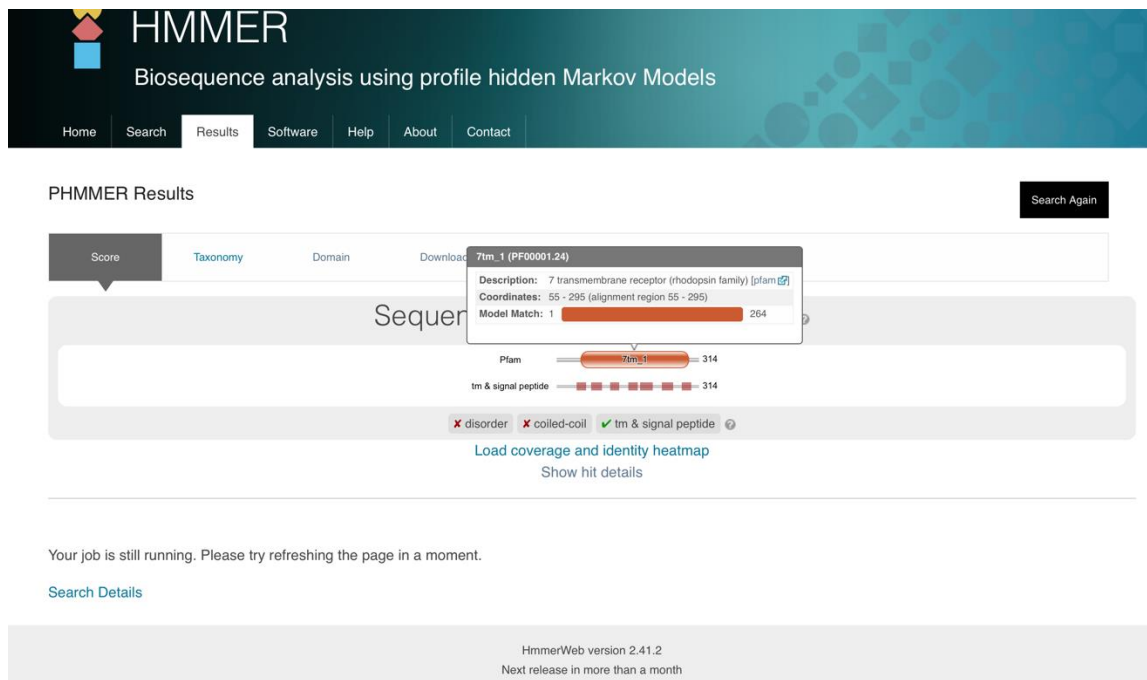 HMMER
Biosequence analysis using profile hidden Markov Models
Home Search Results Software Help About Contact
PHMMER Results
Search Again
Score Taxonomy Domain Download
7tm_1 (PF00001.24)
Description: 7 transmembrane receptor (rhodopsin family) [pfam]
Coordinates: 55 - 295 (alignment region 55 - 295)
Model Match: 1 264
Sequen
Pfam 7tm_1 314
tm & signal peptide 314
✘ disorder ✘ coiled-coil ✔ tm & signal peptide ?
Load coverage and identity heatmap
Show hit details
Your job is still running. Please try refreshing the page in a moment.
Search Details
HmmerWeb version 2.41.2
Next release in more than a month